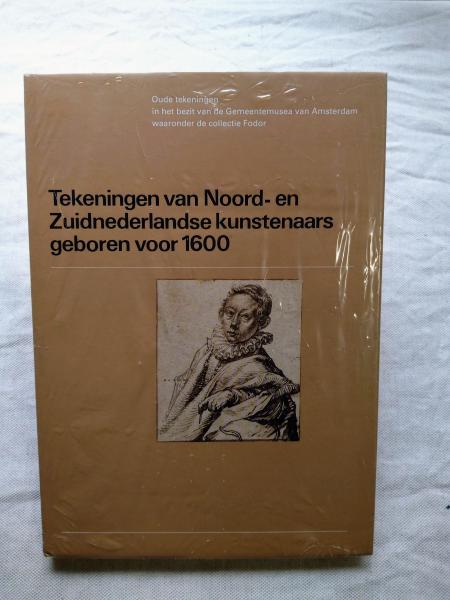 Oude tekeningen
in het bezit van de Gemeentemusea van Amsterdam
waaronder de collectie Fodor
Tekeningen van Noord- en
Zuidnederlandse kunstenaars
geboren voor 1600